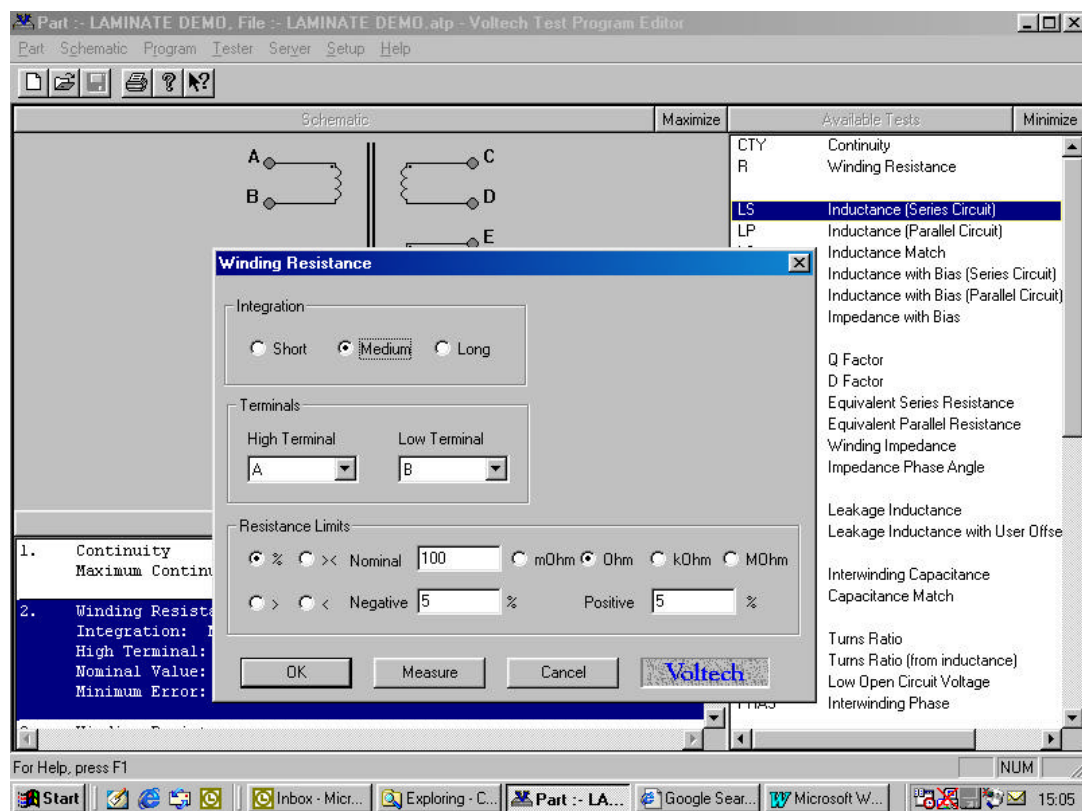 Part :- LAMINATE DEMO, File :- LAMINATE DEMO.atp - Voltech Test Program Editor
Part Schematic Program Tester Server Setup Help
Schematic Maximize Available Tests Minimize
A
B
C
D
E
CTY Continuity
R Winding Resistance
LS Inductance (Series Circuit)
LP Inductance (Parallel Circuit)
Inductance Match
Inductance with Bias (Series Circuit)
Inductance with Bias (Parallel Circuit)
Impedance with Bias
Q Factor
D Factor
Equivalent Series Resistance
Equivalent Parallel Resistance
Winding Impedance
Impedance Phase Angle
Leakage Inductance
Leakage Inductance with User Offse
Interwinding Capacitance
Capacitance Match
Turns Ratio
Turns Ratio (from inductance)
Low Open Circuit Voltage
Interwinding Phase
Winding Resistance
Integration
Short Medium Long
Terminals
High Terminal Low Terminal
A B
Resistance Limits
% >< Nominal 100 mOhm Ohm kOhm MOhm
> < Negative 5 % Positive 5 %
OK Measure Cancel Voltech
1. Continuity
Maximum Continu
2. Winding Resista
Integration:
High Terminal:
Nominal Value:
Minimum Error:
For Help, press F1
NUM
Start Inbox - Micr... Exploring - C... Part :- LA... Google Sear... Microsoft W... 15:05